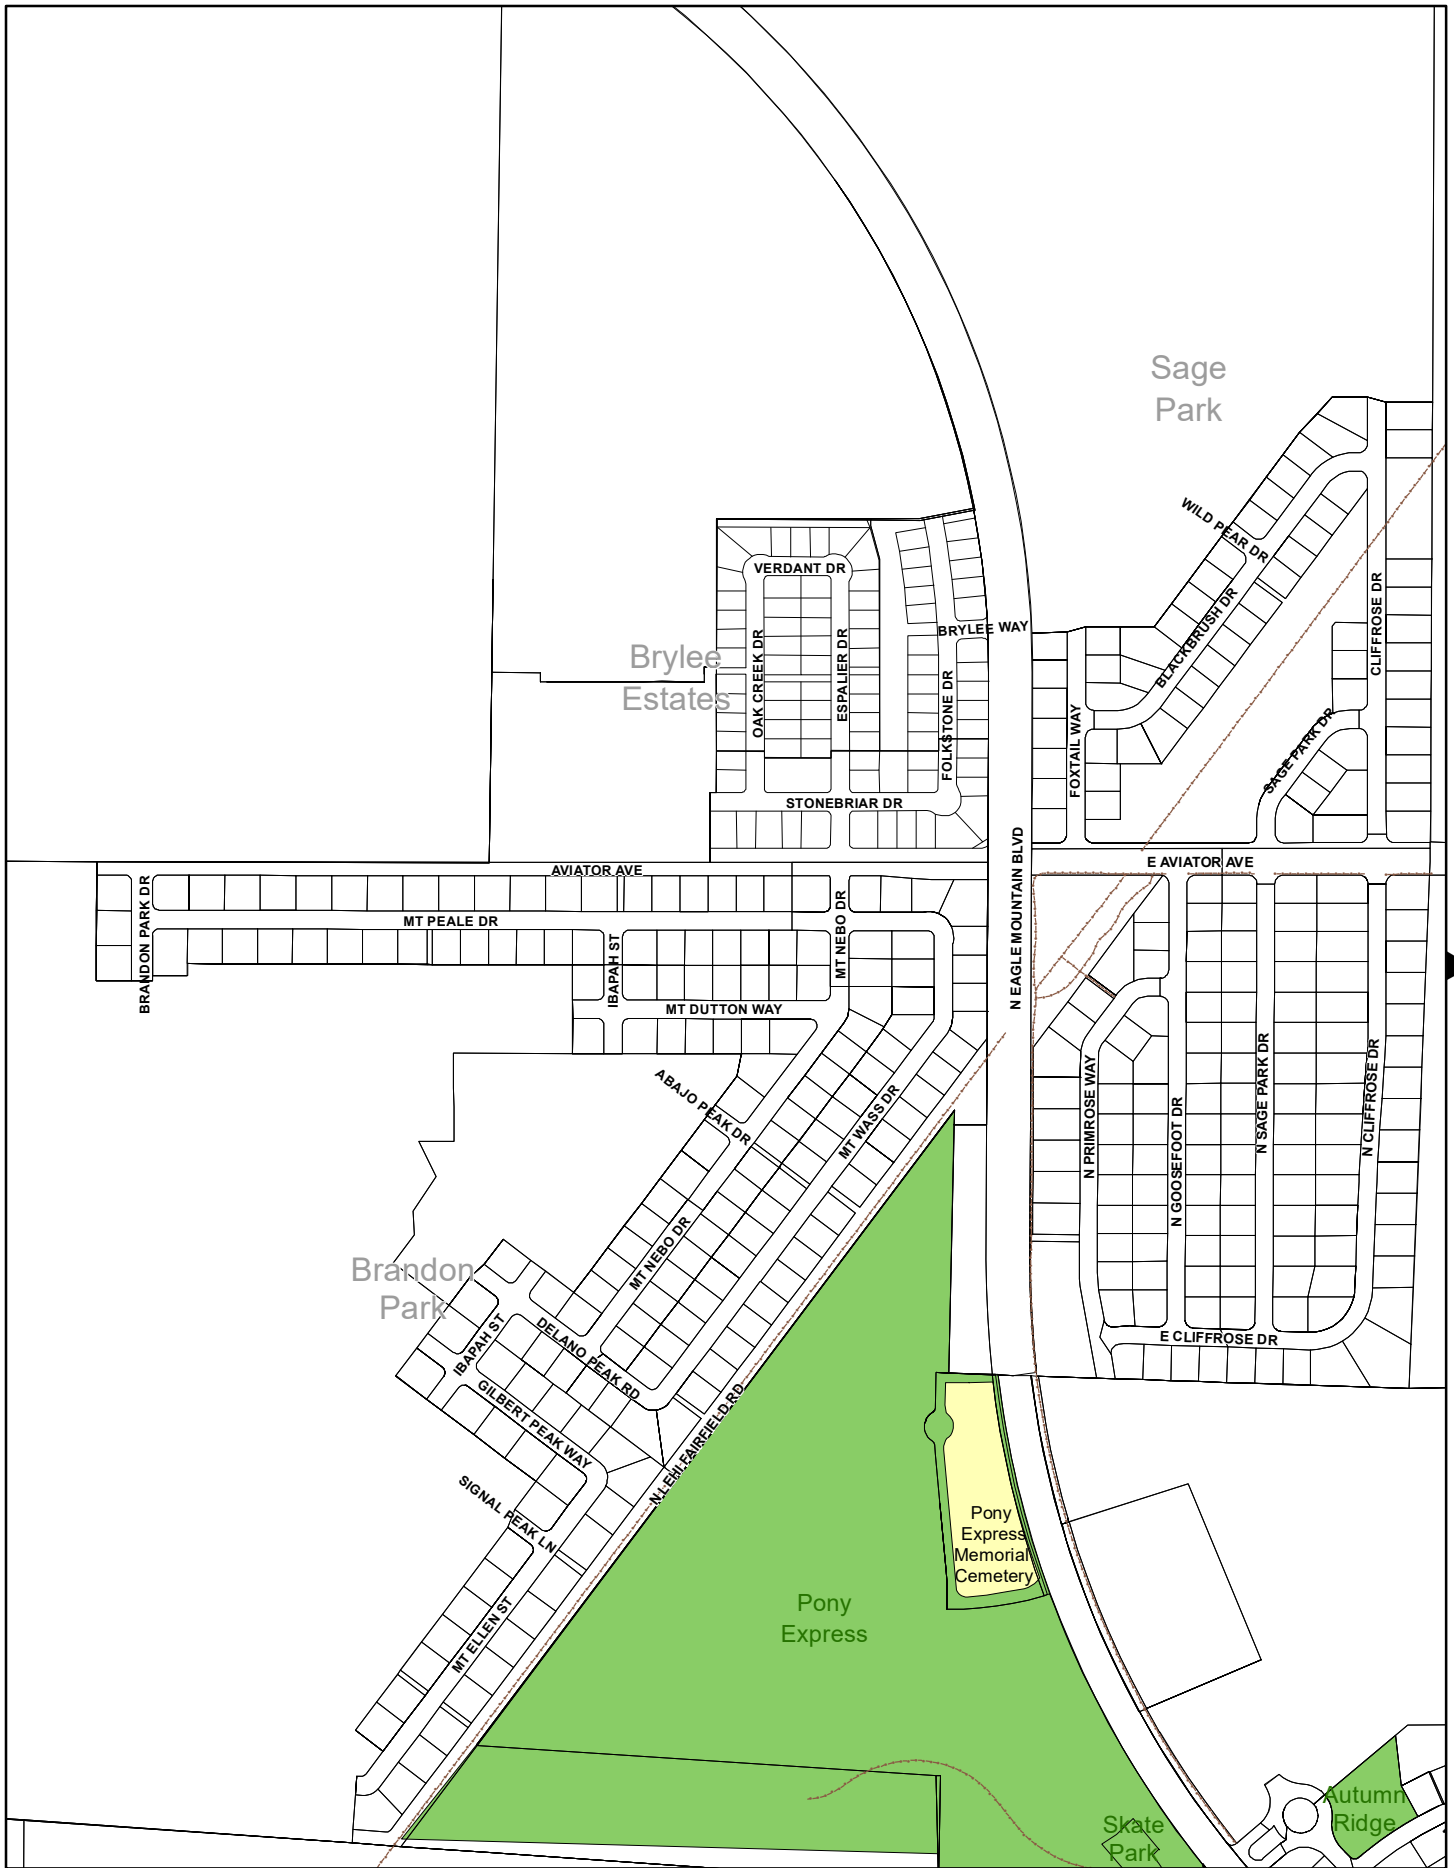 Sage
Park
WILD PEAR DR
VERDANT DR
CLIFFROSE DR
BLACKBRUSH DR
BRYLEE WAY
Brylee
Estates
OAK CREEK DR
ESPALIER DR
FOLKSTONE DR
FOXTAIL WAY
SAGE PARK DR
STONEBRIAR DR
N EAGLE MOUNTAIN BLVD
E AVIATOR AVE
AVIATOR AVE
BRANDON PARK DR
MT PEALE DR
IBAPAH ST
MT NEBO DR
MT DUTTON WAY
ABAJO PEAK DR
MT WASS DR
N PRIMROSE WAY
N GOOSEFOOT DR
N SAGE PARK DR
N CLIFFROSE DR
MT NEBO DR
Brandon
Park
IBAPAH ST
DELANO PEAK RD
E CLIFFROSE DR
GILBERT PEAK WAY
N LEHI FAIRFIELD RD
SIGNAL PEAK LN
Pony
Express
Memorial
Cemetery
MT ELLEN ST
Pony
Express
Autumn
Ridge
Skate
Park